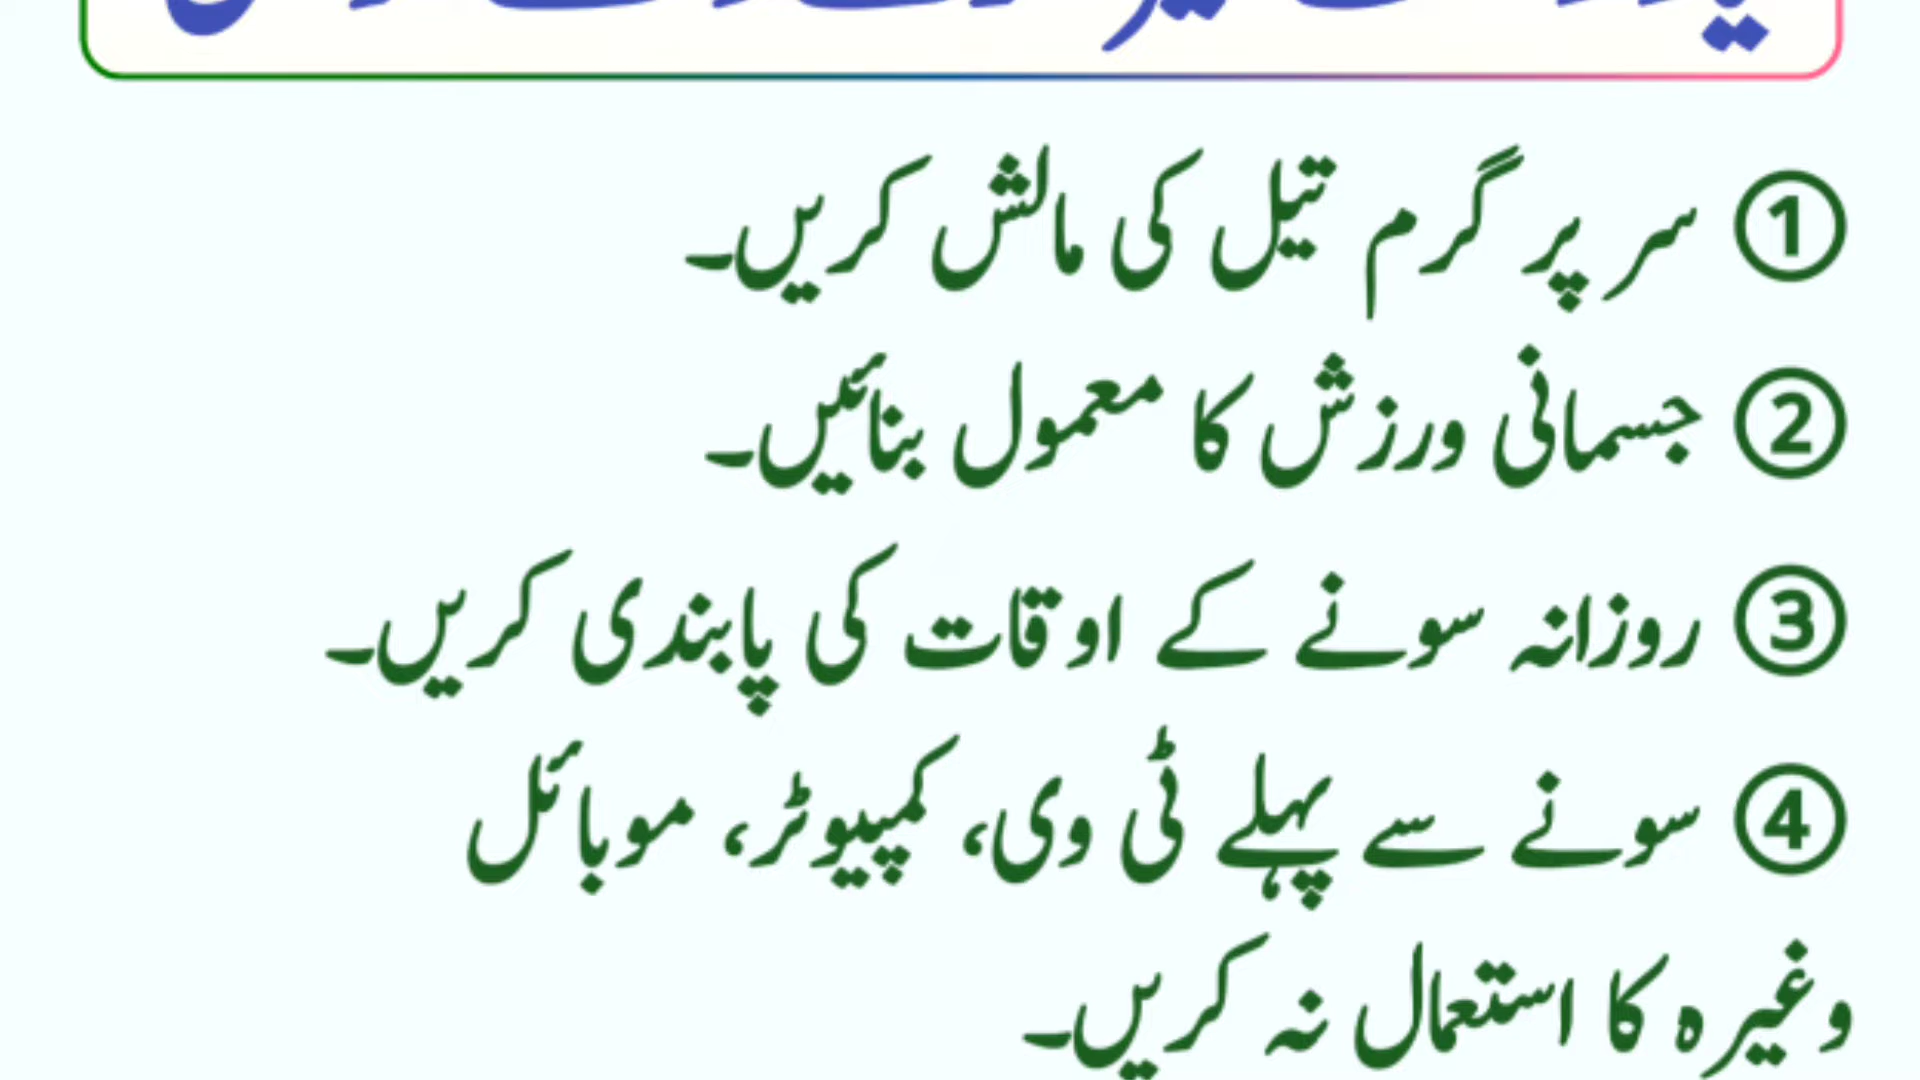 ① سر پر گرم تیل کی مالش کریں۔
② جسمانی ورزش کا معمول بنائیں۔
③ روزانہ سونے کے اوقات کی پابندی کریں۔
④ سونے سے پہلے ٹی وی، کمپیوٹر، موبائل
وغیرہ کا استعمال نہ کریں۔